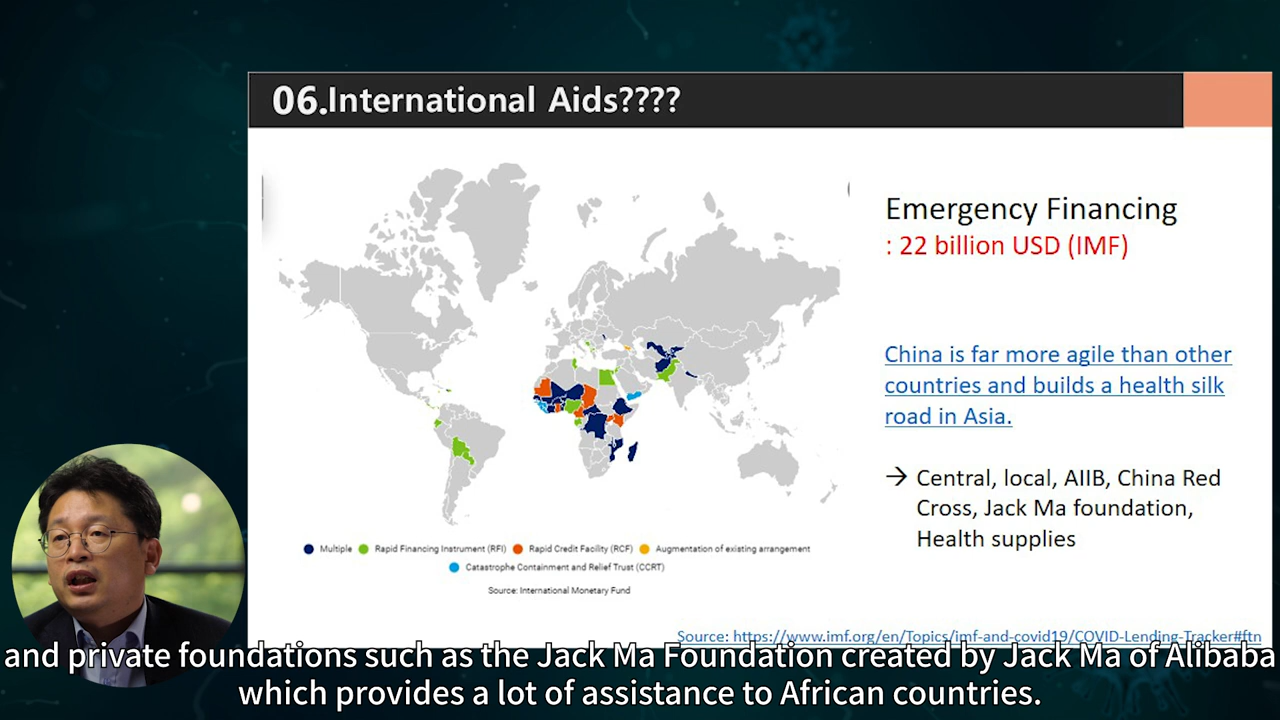 06.International Aids????
Emergency Financing
: 22 billion USD (IMF)
China is far more agile than other
countries and builds a health silk
road in Asia.
→ Central, local, AIIB, China Red
Cross, Jack Ma foundation,
Health supplies
Multiple Rapid Financing Instrument (RFI) Rapid Credit Facility (RCF) Augmentation of existing arrangement
Catastrophe Containment and Relief Trust (CCRT)
Source: International Monetary Fund
Source: https://www.imf.org/en/Topics/imf-and-covid19/COVID-Lending-Tracker#ftn
and private foundations such as the Jack Ma Foundation created by Jack Ma of Alibaba
which provides a lot of assistance to African countries.